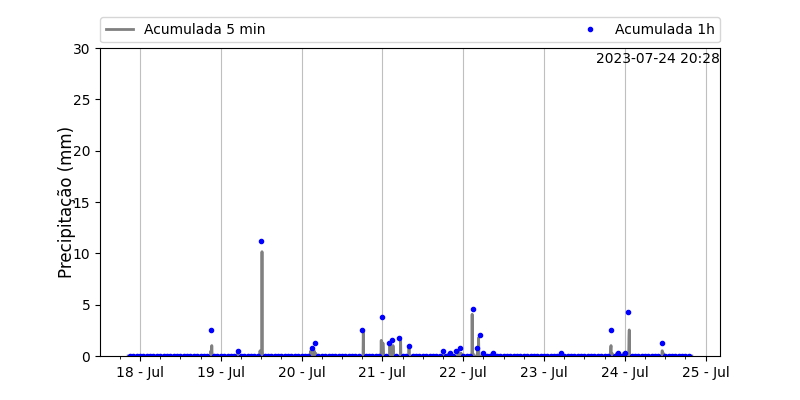 Acumulada 5 min Acumulada 1h
2023-07-24 20:28
Precipitação (mm)
30
25
20
15
10
5
0
18 - Jul 19 - Jul 20 - Jul 21 - Jul 22 - Jul 23 - Jul 24 - Jul 25 - Jul